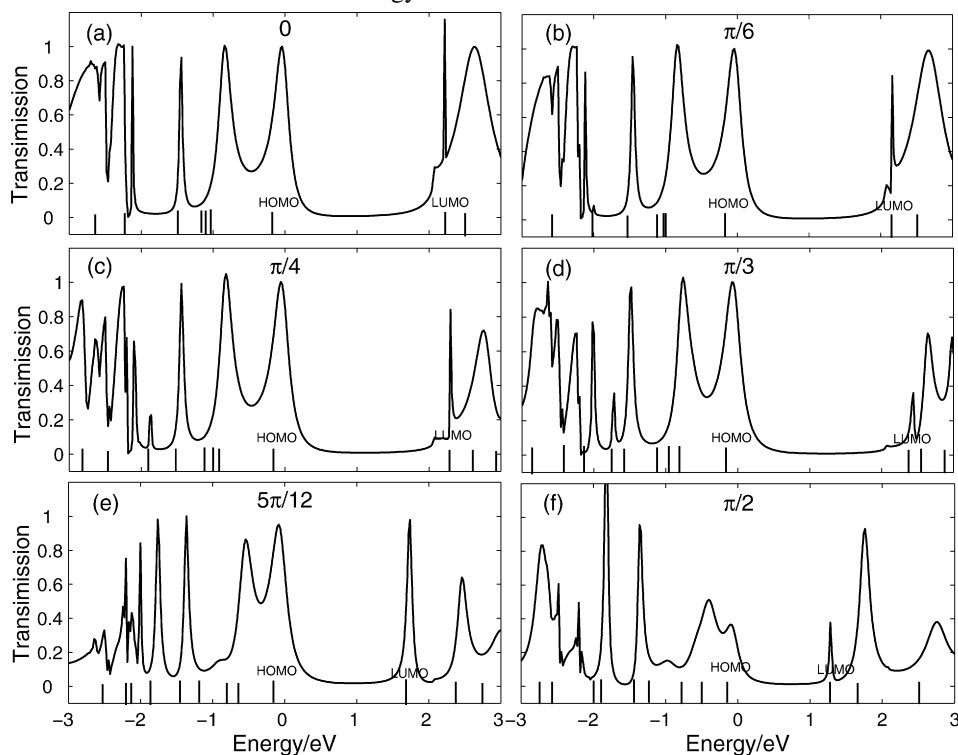 (a) 0
Transimission
1
0.8
0.6
0.4
0.2
0
HOMO LUMO
(b) π/6
HOMO LUMO
(c) π/4
Transimission
1
0.8
0.6
0.4
0.2
0
HOMO LUMO
(d) π/3
HOMO LUMO
(e) 5π/12
Transimission
1
0.8
0.6
0.4
0.2
0
HOMO LUMO
−3 −2 −1 0 1 2 3
Energy/eV
(f) π/2
HOMO LUMO
−3 −2 −1 0 1 2 3
Energy/eV